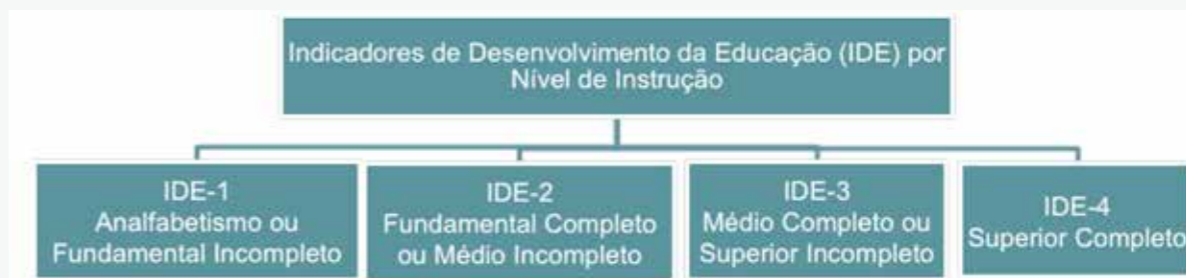 Indicadores de Desenvolvimento da Educação (IDE) por
Nível de Instrução
IDE-1
Analfabetismo ou
Fundamental Incompleto
IDE-2
Fundamental Completo
ou Médio Incompleto
IDE-3
Médio Completo ou
Superior Incompleto
IDE-4
Superior Completo